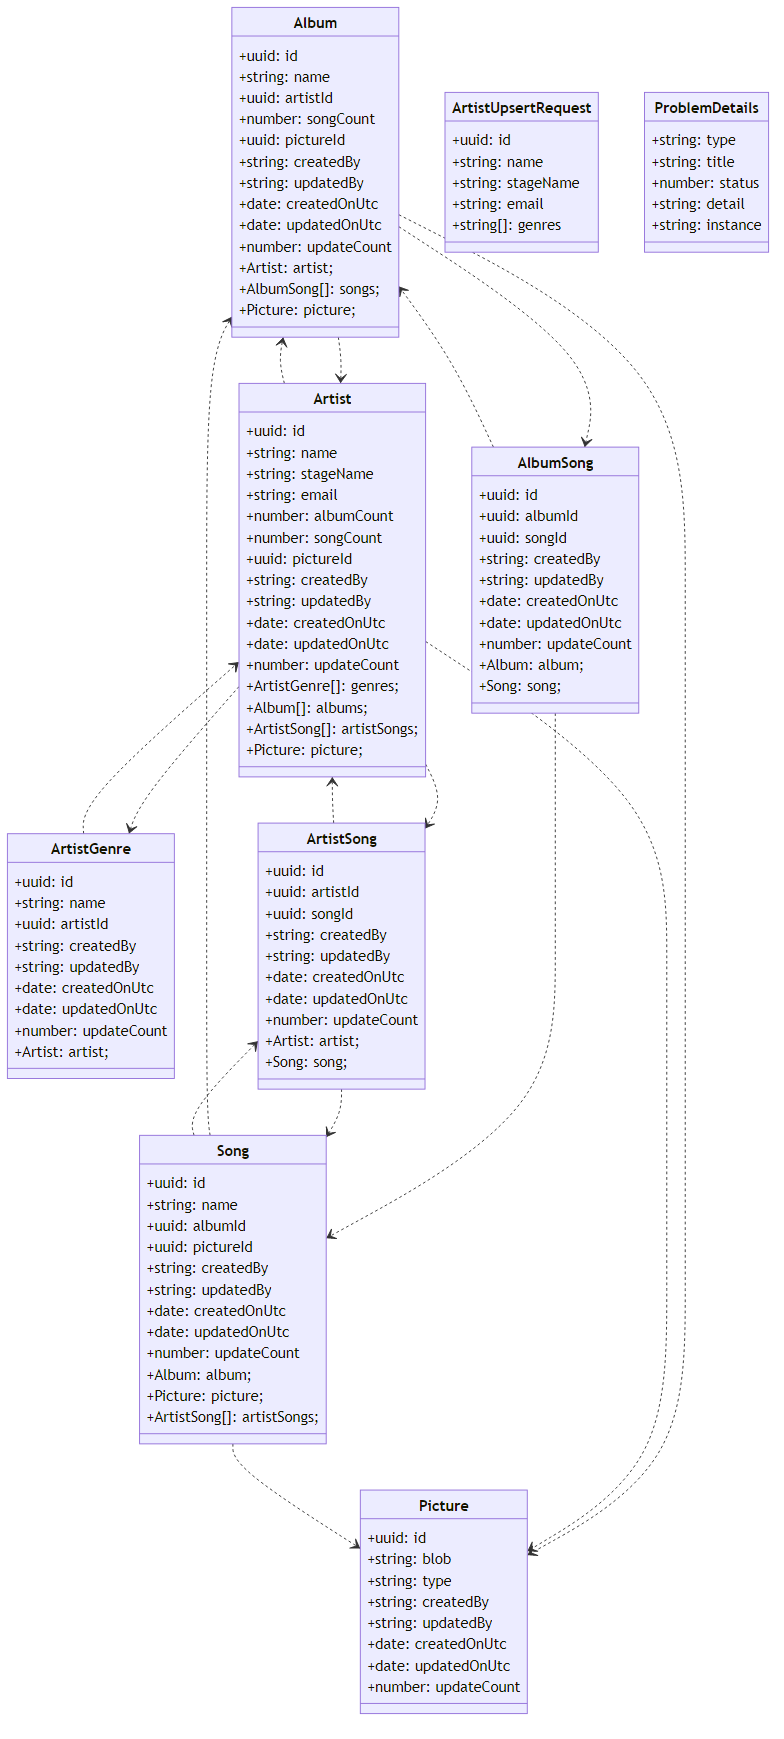 Album
+uuid: id
+string: name
+uuid: artistId
+number: songCount
+uuid: pictureId
+string: createdBy
+string: updatedBy
+date: createdOnUtc
+date: updatedOnUtc
+number: updateCount
+Artist: artist;
+AlbumSong[]: songs;
+Picture: picture;
ArtistUpsertRequest
+uuid: id
+string: name
+string: stageName
+string: email
+string[]: genres
ProblemDetails
+string: type
+string: title
+number: status
+string: detail
+string: instance
Artist
+uuid: id
+string: name
+string: stageName
+string: email
+number: albumCount
+number: songCount
+uuid: pictureId
+string: createdBy
+string: updatedBy
+date: createdOnUtc
+date: updatedOnUtc
+number: updateCount
+ArtistGenre[]: genres;
+Album[]: albums;
+ArtistSong[]: artistSongs;
+Picture: picture;
AlbumSong
+uuid: id
+uuid: albumId
+uuid: songId
+string: createdBy
+string: updatedBy
+date: createdOnUtc
+date: updatedOnUtc
+number: updateCount
+Album: album;
+Song: song;
ArtistGenre
+uuid: id
+string: name
+uuid: artistId
+string: createdBy
+string: updatedBy
+date: createdOnUtc
+date: updatedOnUtc
+number: updateCount
+Artist: artist;
ArtistSong
+uuid: id
+uuid: artistId
+uuid: songId
+string: createdBy
+string: updatedBy
+date: createdOnUtc
+date: updatedOnUtc
+number: updateCount
+Artist: artist;
+Song: song;
Song
+uuid: id
+string: name
+uuid: albumId
+uuid: pictureId
+string: createdBy
+string: updatedBy
+date: createdOnUtc
+date: updatedOnUtc
+number: updateCount
+Album: album;
+Picture: picture;
+ArtistSong[]: artistSongs;
Picture
+uuid: id
+string: blob
+string: type
+string: createdBy
+string: updatedBy
+date: createdOnUtc
+date: updatedOnUtc
+number: updateCount